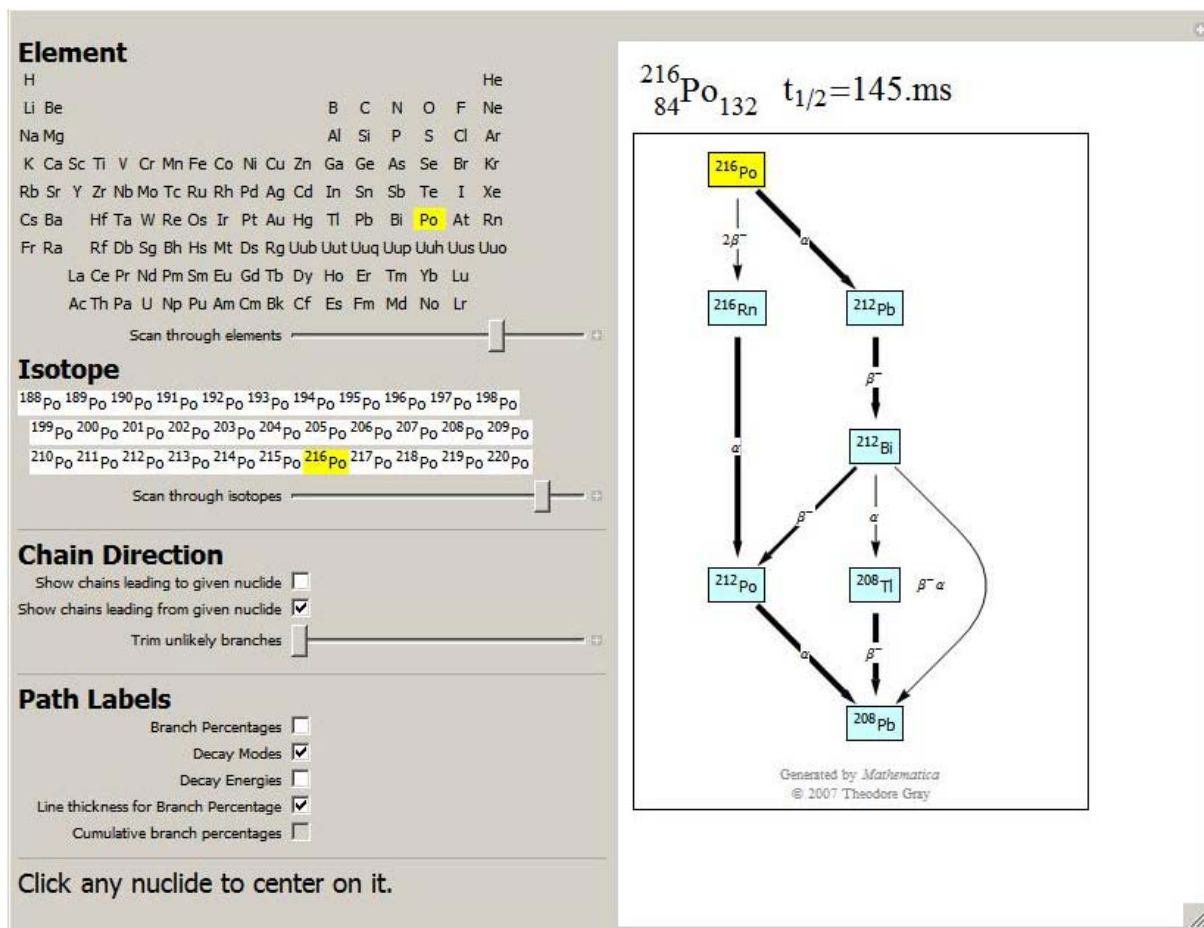 Element
H He
Li Be B C N O F Ne
Na Mg Al Si P S Cl Ar
K Ca Sc Ti V Cr Mn Fe Co Ni Cu Zn Ga Ge As Se Br Kr
Rb Sr Y Zr Nb Mo Tc Ru Rh Pd Ag Cd In Sn Sb Te I Xe
Cs Ba Hf Ta W Re Os Ir Pt Au Hg Tl Pb Bi Po At Rn
Fr Ra Rf Db Sg Bh Hs Mt Ds Rg Uub Uut Uuq Uup Uuh Uus Uuo
La Ce Pr Nd Pm Sm Eu Gd Tb Dy Ho Er Tm Yb Lu
Ac Th Pa U Np Pu Am Cm Bk Cf Es Fm Md No Lr
Scan through elements
Isotope
188Po 189Po 190Po 191Po 192Po 193Po 194Po 195Po 196Po 197Po 198Po
199Po 200Po 201Po 202Po 203Po 204Po 205Po 206Po 207Po 208Po 209Po
210Po 211Po 212Po 213Po 214Po 215Po 216Po 217Po 218Po 219Po 220Po
Scan through isotopes
Chain Direction
Show chains leading to given nuclide
Show chains leading from given nuclide
Trim unlikely branches
Path Labels
Branch Percentages
Decay Modes
Decay Energies
Line thickness for Branch Percentage
Cumulative branch percentages
Click any nuclide to center on it.
216 84 Po 132 t1/2=145.ms
216Po
2β− α
216Rn 212Pb
β−
212Bi
α
β− α
212Po 208Tl β− α
α β−
208Pb
Generated by Mathematica
© 2007 Theodore Gray